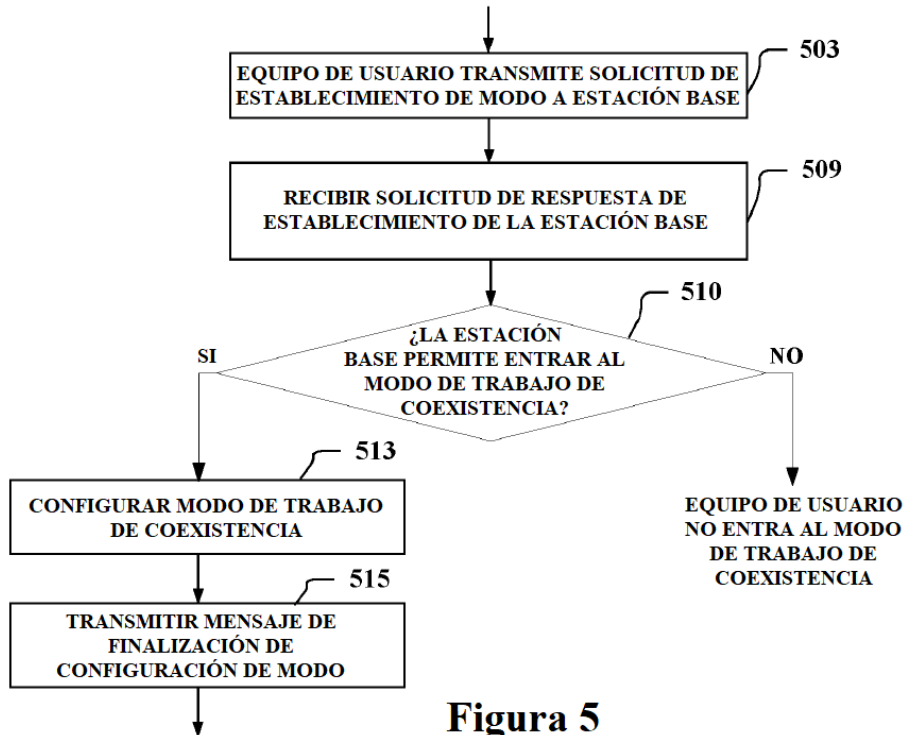 503
EQUIPO DE USUARIO TRANSMITE SOLICITUD DE
ESTABLECIMIENTO DE MODO A ESTACIÓN BASE
509
RECIBIR SOLICITUD DE RESPUESTA DE
ESTABLECIMIENTO DE LA ESTACIÓN BASE
510
¿LA ESTACIÓN
BASE PERMITE ENTRAR AL
MODO DE TRABAJO DE
COEXISTENCIA?
SI
NO
513
CONFIGURAR MODO DE TRABAJO
DE COEXISTENCIA
EQUIPO DE USUARIO
NO ENTRA AL MODO
DE TRABAJO DE
COEXISTENCIA
515
TRANSMITIR MENSAJE DE
FINALIZACIÓN DE
CONFIGURACIÓN DE MODO
Figura 5